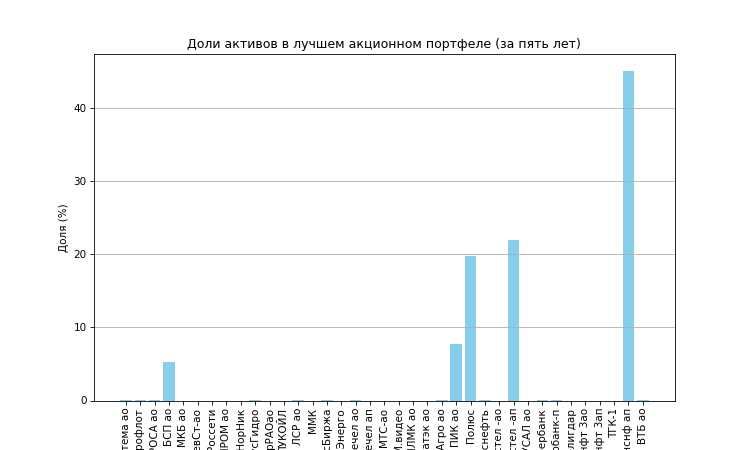 Доли активов в лучшем акционном портфеле (за пять лет)
Доля (%)
40
30
20
10
0
тема ао
рофлот
РОСА ао
БСП ао
МКБ ао
евСт-ао
Россети
ПРОМ ао
НорНик
сГидро
рРАОао
ЛУКОЙЛ
ЛСР ао
ММК
сБиржа
Энерго
ечел ао
ечел ап
МТС-ао
М.видео
ЛМК ао
атэк ао
Агро ао
ПИК ао
Полюс
снефть
стел -ао
стел -ап
УСАЛ ао
ербанк
рбанк-п
лигдар
нфт 3ао
нфт 3ап
ТГК-1
нснф ап
ВТБ ао